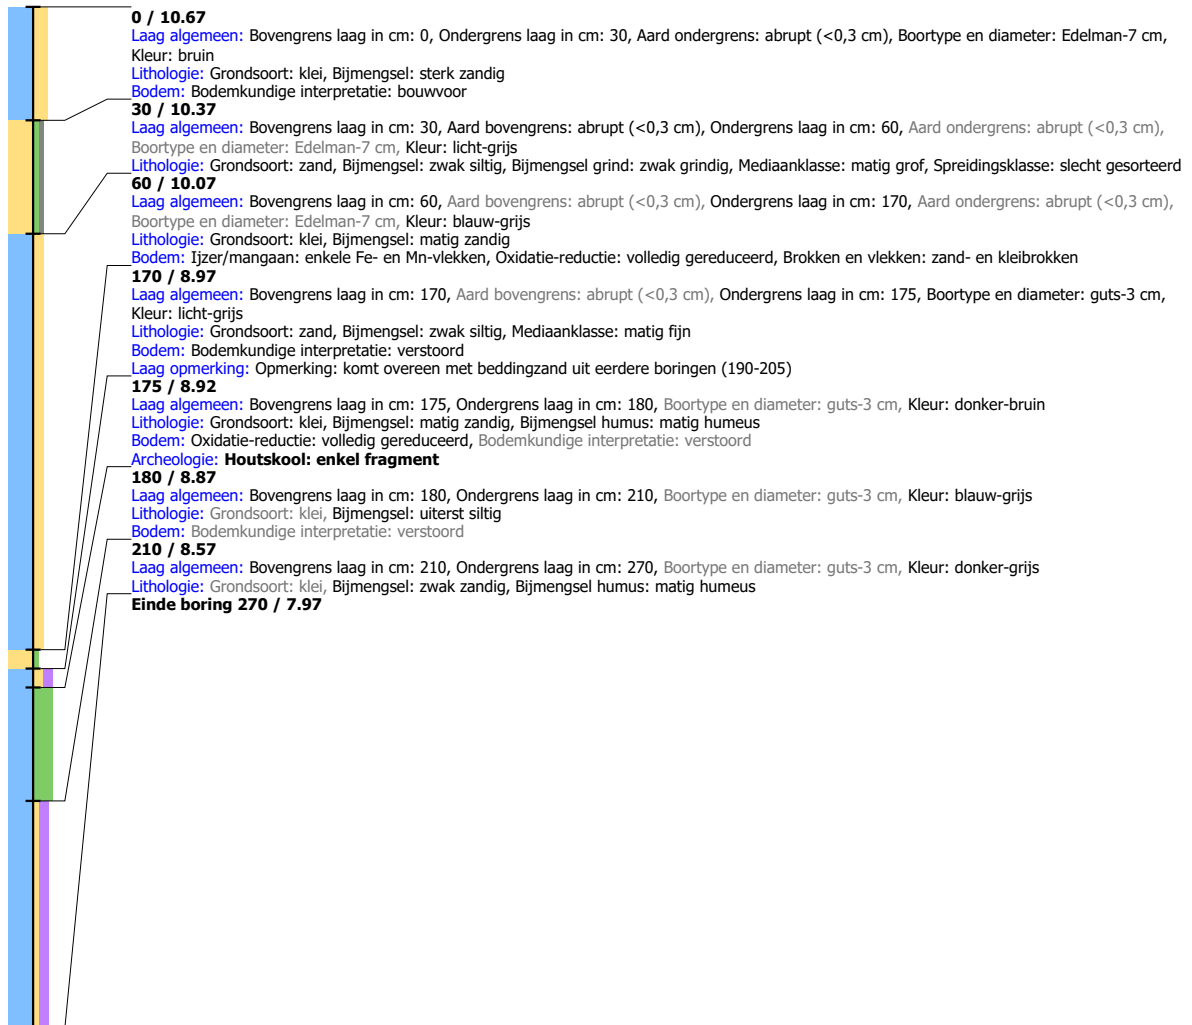 0 / 10.67
Laag algemeen: Bovengrens laag in cm: 0, Ondergrens laag in cm: 30, Aard ondergrens: abrupt (<0,3 cm), Boortype en diameter: Edelman-7 cm,
Kleur: bruin
Lithologie: Grondsoort: klei, Bijmengsel: sterk zandig
Bodem: Bodemkundige interpretatie: bouwvoor
30 / 10.37
Laag algemeen: Bovengrens laag in cm: 30, Aard bovengrens: abrupt (<0,3 cm), Ondergrens laag in cm: 60, Aard ondergrens: abrupt (<0,3 cm),
Boortype en diameter: Edelman-7 cm, Kleur: licht-grijs
Lithologie: Grondsoort: zand, Bijmengsel: zwak siltig, Bijmengsel grind: zwak grindig, Mediaanklasse: matig grof, Spreidingsklasse: slecht gesorteerd
60 / 10.07
Laag algemeen: Bovengrens laag in cm: 60, Aard bovengrens: abrupt (<0,3 cm), Ondergrens laag in cm: 170, Aard ondergrens: abrupt (<0,3 cm),
Boortype en diameter: Edelman-7 cm, Kleur: blauw-grijs
Lithologie: Grondsoort: klei, Bijmengsel: matig zandig
Bodem: Ijzer/mangaan: enkele Fe- en Mn-vlekken, Oxidatie-reductie: volledig gereduceerd, Brokken en vlekken: zand- en kleibrokken
170 / 8.97
Laag algemeen: Bovengrens laag in cm: 170, Aard bovengrens: abrupt (<0,3 cm), Ondergrens laag in cm: 175, Boortype en diameter: guts-3 cm,
Kleur: licht-grijs
Lithologie: Grondsoort: zand, Bijmengsel: zwak siltig, Mediaanklasse: matig fijn
Bodem: Bodemkundige interpretatie: verstoord
Laag opmerking: Opmerking: komt overeen met beddingzand uit eerdere boringen (190-205)
175 / 8.92
Laag algemeen: Bovengrens laag in cm: 175, Ondergrens laag in cm: 180, Boortype en diameter: guts-3 cm, Kleur: donker-bruin
Lithologie: Grondsoort: klei, Bijmengsel: matig zandig, Bijmengsel humus: matig humeus
Bodem: Oxidatie-reductie: volledig gereduceerd, Bodemkundige interpretatie: verstoord
Archeologie: Houtskool: enkel fragment
180 / 8.87
Laag algemeen: Bovengrens laag in cm: 180, Ondergrens laag in cm: 210, Boortype en diameter: guts-3 cm, Kleur: blauw-grijs
Lithologie: Grondsoort: klei, Bijmengsel: uiterst siltig
Bodem: Bodemkundige interpretatie: verstoord
210 / 8.57
Laag algemeen: Bovengrens laag in cm: 210, Ondergrens laag in cm: 270, Boortype en diameter: guts-3 cm, Kleur: donker-grijs
Lithologie: Grondsoort: klei, Bijmengsel: zwak zandig, Bijmengsel humus: matig humeus
Einde boring 270 / 7.97